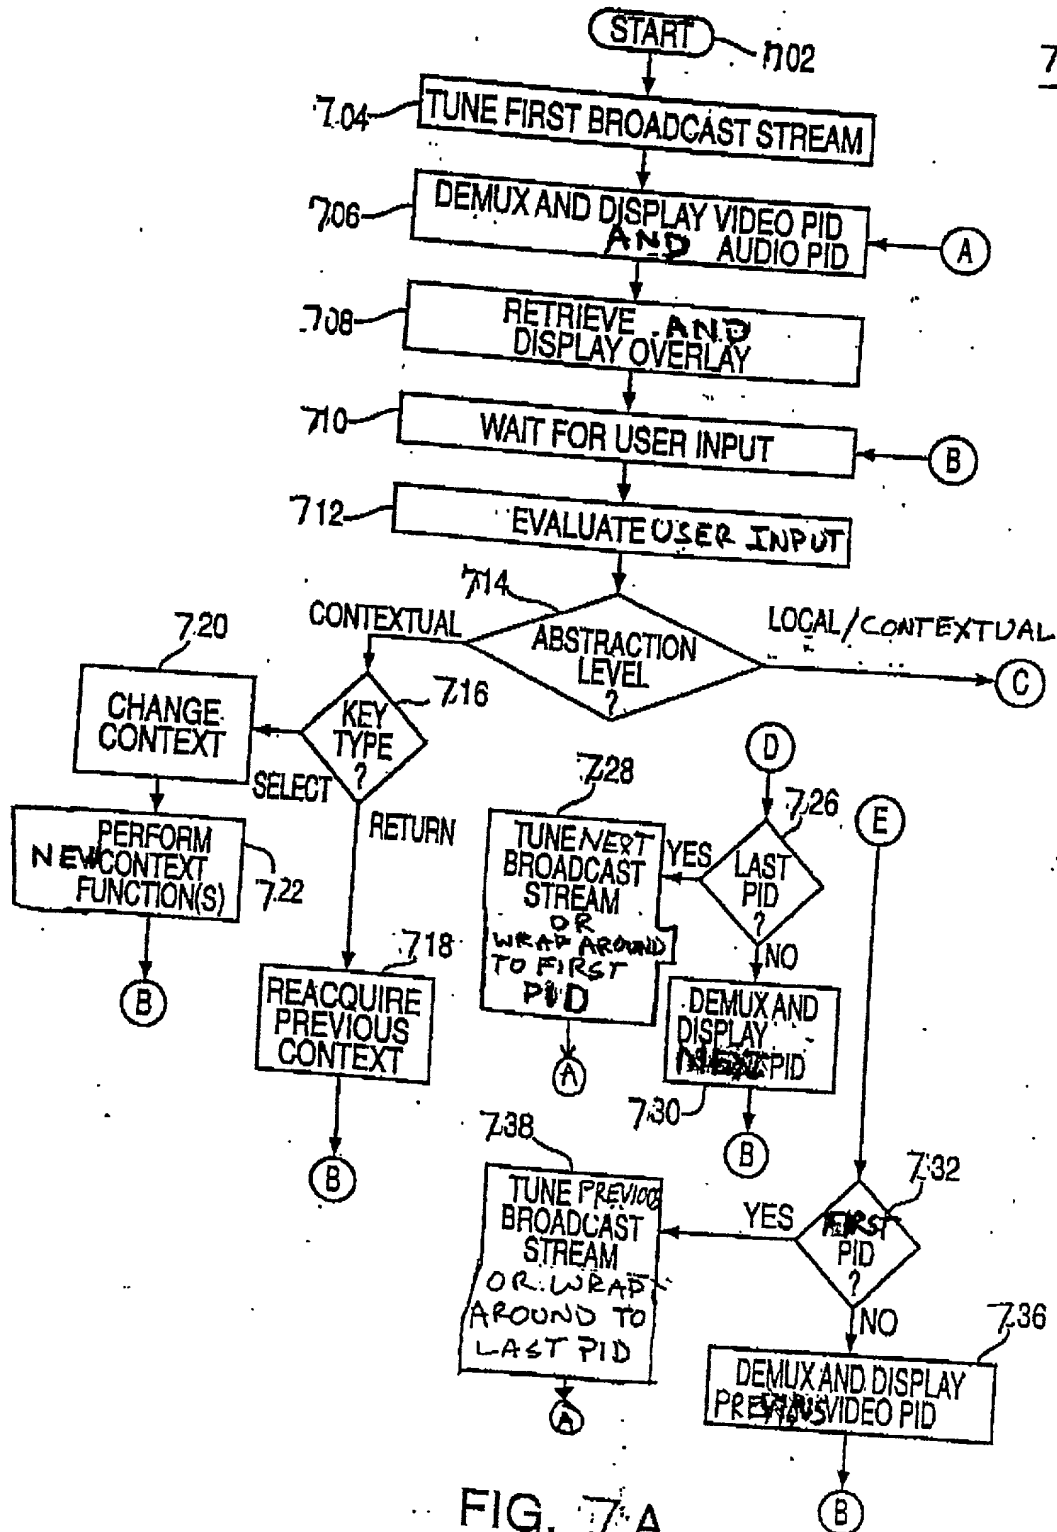 START
702
7
704
TUNE FIRST BROADCAST STREAM
706
DEMUX AND DISPLAY VIDEO PID
AND AUDIO PID
A
708
RETRIEVE AND
DISPLAY OVERLAY
710
WAIT FOR USER INPUT
B
712
EVALUATE USER INPUT
714
CONTEXTUAL
ABSTRACTION
LEVEL
?
LOCAL/CONTEXTUAL
C
720
CHANGE
CONTEXT
716
KEY
TYPE
?
SELECT
RETURN
PERFORM
NEW CONTEXT
FUNCTION(S)
722
B
718
REACQUIRE
PREVIOUS
CONTEXT
B
D
726
LAST
PID
?
YES
NO
728
TUNE NEXT
BROADCAST
STREAM
OR
WRAP AROUND
TO FIRST
PID
A
DEMUX AND
DISPLAY
NEXT PID
730
B
E
732
FIRST
PID
?
YES
NO
738
TUNE PREVIOUS
BROADCAST
STREAM
OR WRAP
AROUND TO
LAST PID
A
736
DEMUX AND DISPLAY
PREVIOUS VIDEO PID
B
FIG. 7A